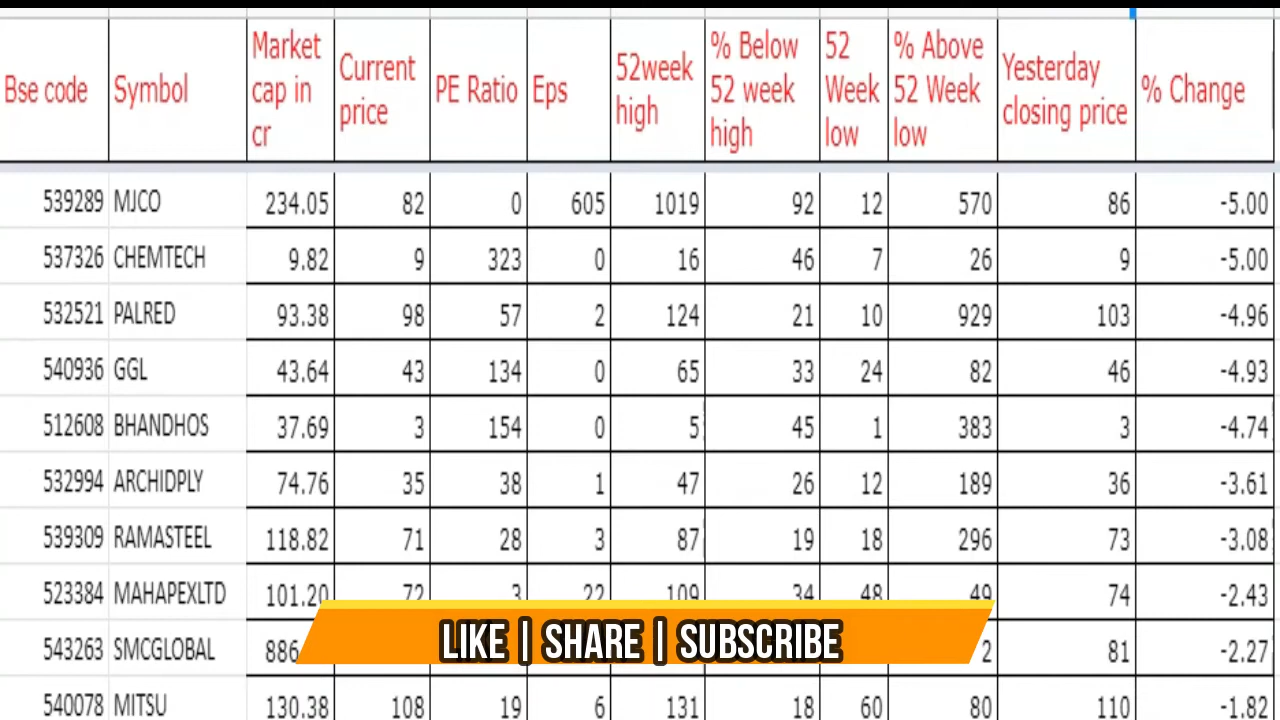 Bse code Symbol Market cap in cr Current price PE Ratio Eps 52week high % Below 52 week high 52 Week low % Above 52 Week low Yesterday closing price % Change
539289 MJCO 234.05 82 0 605 1019 92 12 570 86 -5.00
537326 CHEMTECH 9.82 9 323 0 16 46 7 26 9 -5.00
532521 PALRED 93.38 98 57 2 124 21 10 929 103 -4.96
540936 GGL 43.64 43 134 0 65 33 24 82 46 -4.93
512608 BHANDHOS 37.69 3 154 0 5 45 1 383 3 -4.74
532994 ARCHIDPLY 74.76 35 38 1 47 26 12 189 36 -3.61
539309 RAMASTEEL 118.82 71 28 3 87 19 18 296 73 -3.08
523384 MAHAPEXLTD 101.20 72 3 22 109 34 48 49 74 -2.43
543263 SMCGLOBAL 886 2 81 -2.27
LIKE | SHARE | SUBSCRIBE
540078 MITSU 130.38 108 19 6 131 18 60 80 110 -1.82